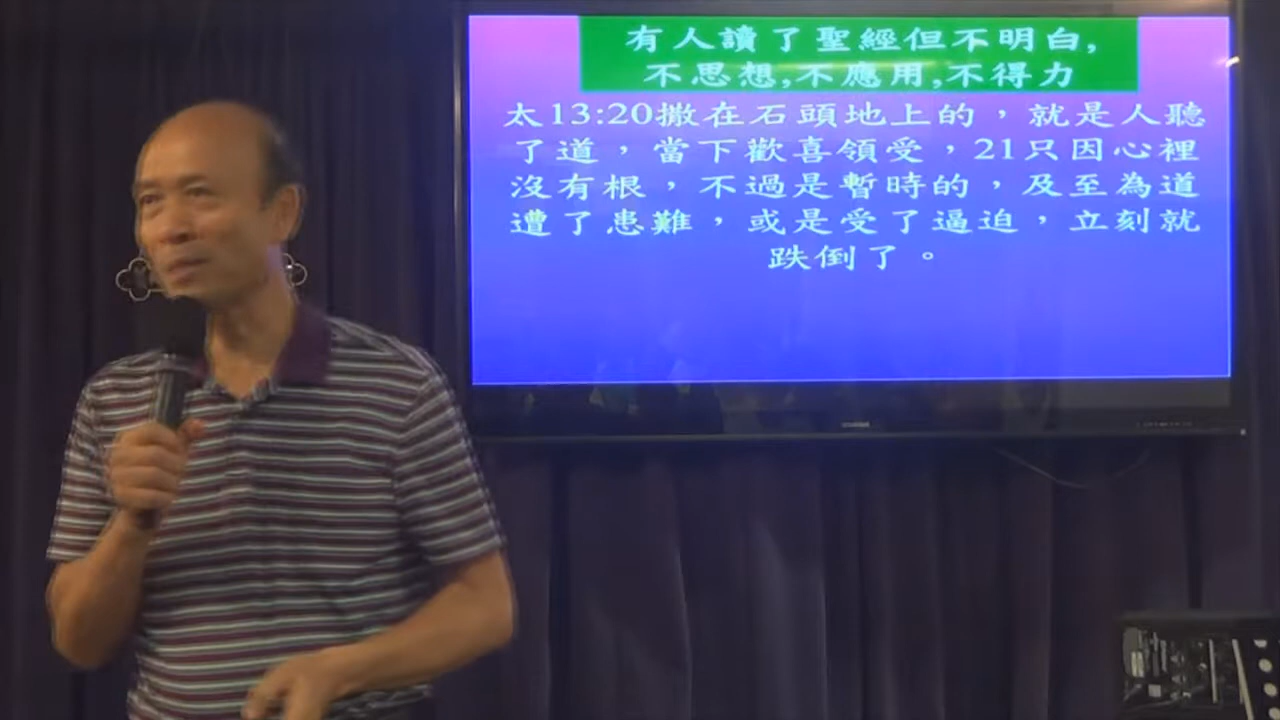 有人讀了聖經但不明白,
不思想,不應用,不得力
太13:20撒在石頭地上的，就是人聽
了道，當下歡喜領受，21只因心裡
沒有根，不過是暫時的，及至為道
遭了患難，或是受了逼迫，立刻就
跌倒了。